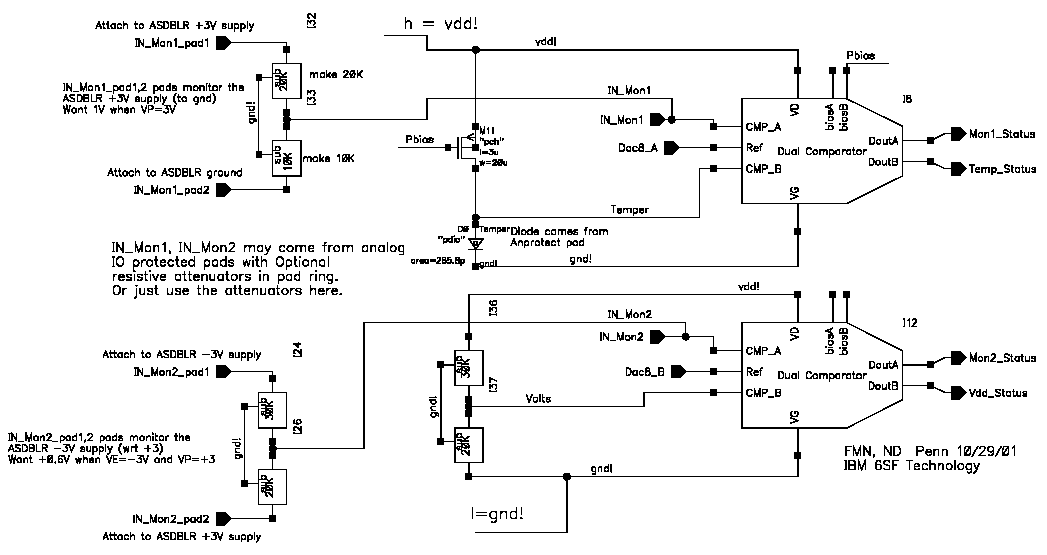 Attach to ASDBLR +3V supply
IN_Mon1_pad1
I32
sub
20K
make 20K
IN_Mon1_pad1,2 pads monitor the
ASDBLR +3V supply (to gnd)
Want 1V when VP=3V
gnd!
I33
sub
10K
make 10K
Attach to ASDBLR ground
IN_Mon1_pad2
h = vdd!
vdd!
Pbias
M11
"pch"
l=3u
w=20u
IN_Mon1
IN_Mon1
Dac8_A
Temper
D0
Temper
"pdio"
area=285.8p
gnd!
Diode comes from
Anprotect pad
gnd!
Pbias
I8
VD
biasA
biasB
CMP_A
Ref
CMP_B
Dual Comparator
DoutA
DoutB
VG
Mon1_Status
Temp_Status
IN_Mon1, IN_Mon2 may come from analog
IO protected pads with Optional
resistive attenuators in pad ring.
Or just use the attenuators here.
Attach to ASDBLR -3V supply
IN_Mon2_pad1
I24
sub
30K
I26
IN_Mon2_pad1,2 pads monitor the
ASDBLR -3V supply (wrt +3)
Want +0.6V when VE=-3V and VP=+3
gnd!
sub
20K
IN_Mon2_pad2
Attach to ASDBLR +3V supply
I36
sub
30K
I37
gnd!
sub
20K
Volts
vdd!
IN_Mon2
IN_Mon2
Dac8_B
gnd!
l=gnd!
I12
VD
biasA
biasB
CMP_A
Ref
CMP_B
Dual Comparator
DoutA
DoutB
VG
Mon2_Status
Vdd_Status
FMN, ND Penn 10/29/01
IBM 6SF Technology